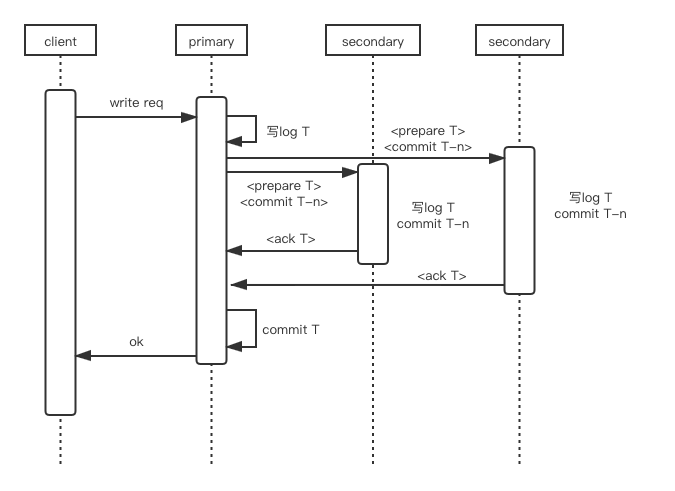 client
primary
secondary
secondary
write req
写log T
<prepare T>
<commit T-n>
<prepare T>
<commit T-n>
写log T
commit T-n
写log T
commit T-n
<ack T>
<ack T>
commit T
ok